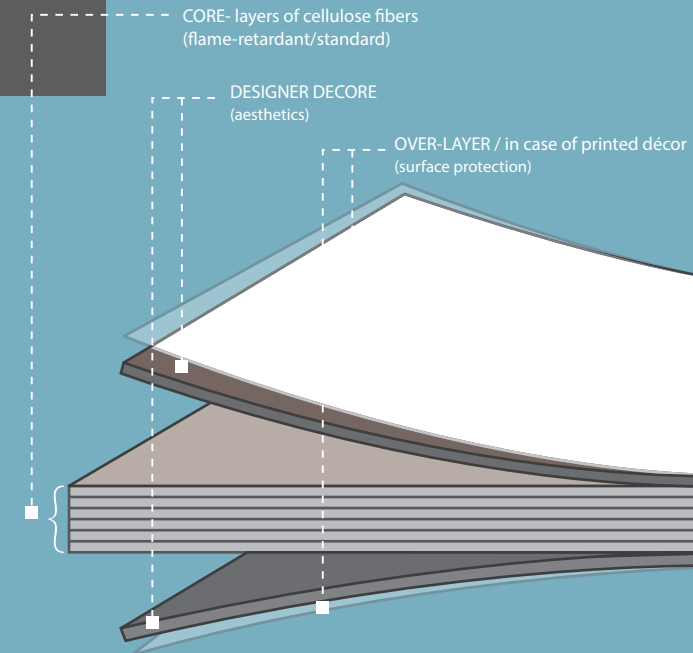 CORE- layers of cellulose fibers
(flame-retardant/standard)
DESIGNER DECORE
(aesthetics)
OVER-LAYER / in case of printed décor
(surface protection)